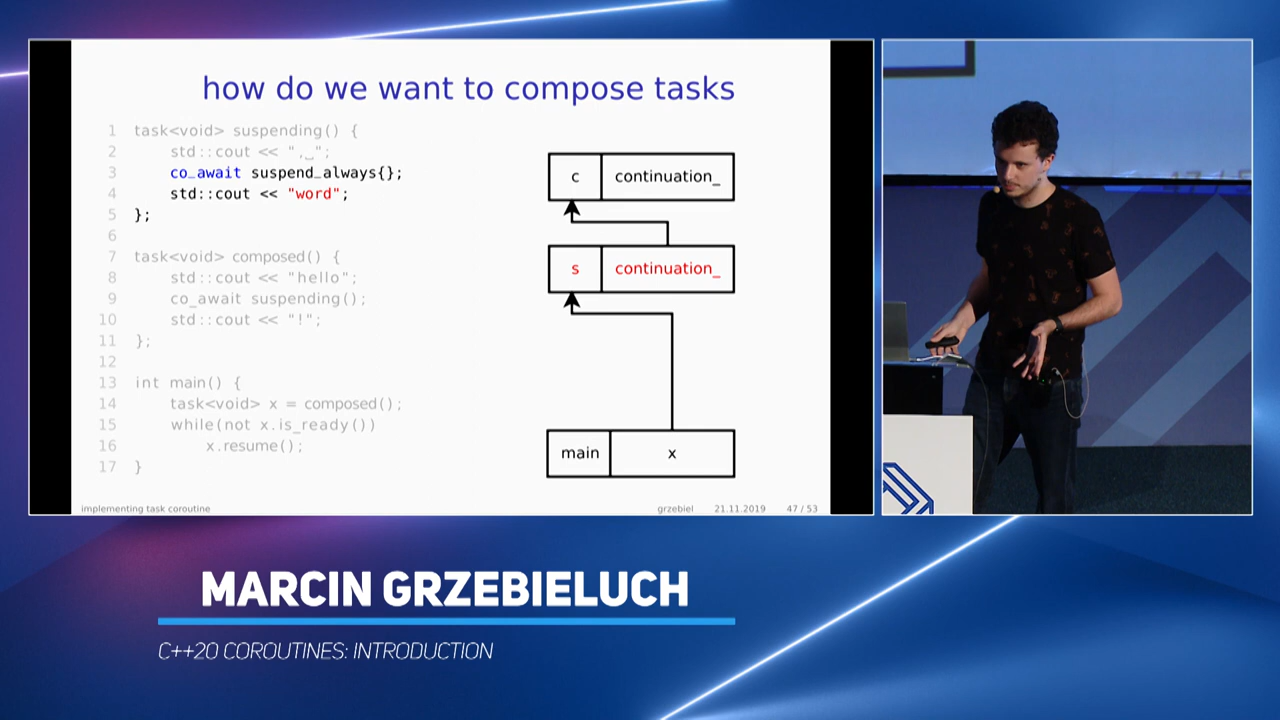 how do we want to compose tasks
1 task<void> suspending() {
2 std::cout << ",␣";
3 co_await suspend_always{};
4 std::cout << "word";
5 };
6
7 task<void> composed() {
8 std::cout << "hello";
9 co_await suspending();
10 std::cout << "!";
11 };
12
13 int main() {
14 task<void> x = composed();
15 while(not x.is_ready())
16 x.resume();
17 }
c continuation_
s continuation_
main x
implementing task coroutine grzebiel 21.11.2019 47 / 53
MARCIN GRZEBIELUCH
C++20 COROUTINES: INTRODUCTION